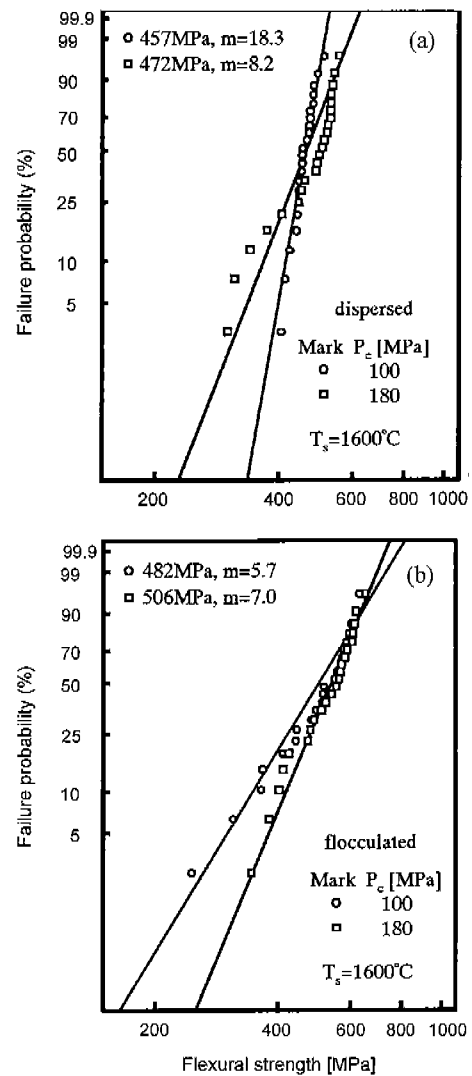 (a)
457MPa, m=18.3
472MPa, m=8.2
99.9
99
90
70
50
25
10
5
Failure probability (%)
dispersed
Mark P_c [MPa]
100
180
T_s=1600°C
200 400 600 800 1000
(b)
482MPa, m=5.7
506MPa, m=7.0
99.9
99
90
70
50
25
10
5
Failure probability (%)
flocculated
Mark P_c [MPa]
100
180
T_s=1600°C
200 400 600 800 1000
Flexural strength [MPa]